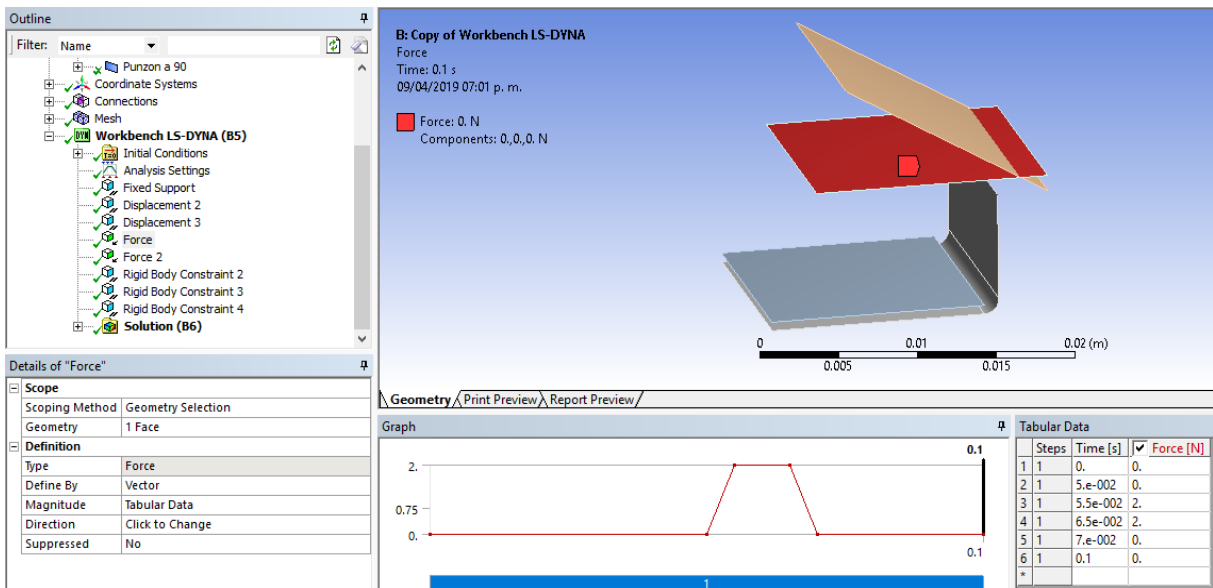 Outline
Filter: Name
Punzon a 90
Coordinate Systems
Connections
Mesh
Workbench LS-DYNA (B5)
Initial Conditions
Analysis Settings
Fixed Support
Displacement 2
Displacement 3
Force
Force 2
Rigid Body Constraint 2
Rigid Body Constraint 3
Rigid Body Constraint 4
Solution (B6)
Details of "Force"
Scope
Scoping Method Geometry Selection
Geometry 1 Face
Definition
Type Force
Define By Vector
Magnitude Tabular Data
Direction Click to Change
Suppressed No
B: Copy of Workbench LS-DYNA
Force
Time: 0.1 s
09/04/2019 07:01 p. m.
Force: 0. N
Components: 0.,0.,0. N
0 0.01 0.02 (m)
0.005 0.015
Geometry Print Preview Report Preview
Graph
0.1
2.
0.75
0.
0.1
1
Tabular Data
Steps Time [s] Force [N]
1 1 0. 0.
2 1 5.e-002 0.
3 1 5.5e-002 2.
4 1 6.5e-002 2.
5 1 7.e-002 0.
6 1 0.1 0.
*